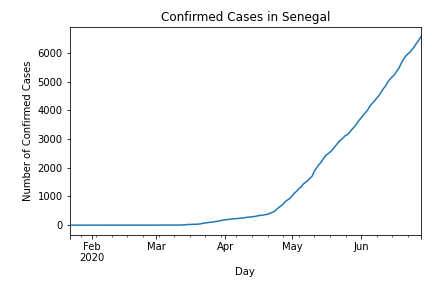 Confirmed Cases in Senegal
Number of Confirmed Cases
6000
5000
4000
3000
2000
1000
0
Feb
2020
Mar
Apr
May
Jun
Day